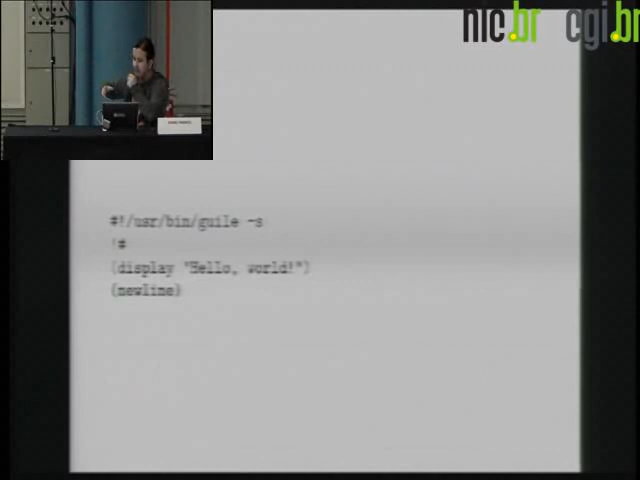 nic.br cgi.br
#!/usr/bin/guile -s
!#
(display "Hello, world!")
(newline)